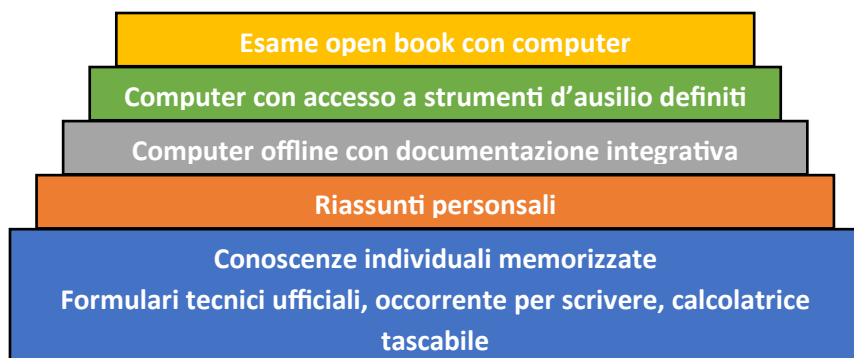 Esame open book con computer
Computer con accesso a strumenti d'ausilio definiti
Computer offline con documentazione integrativa
Riassunti personsali
Conoscenze individuali memorizzate
Formulari tecnici ufficiali, occorrente per scrivere, calcolatrice
tascabile